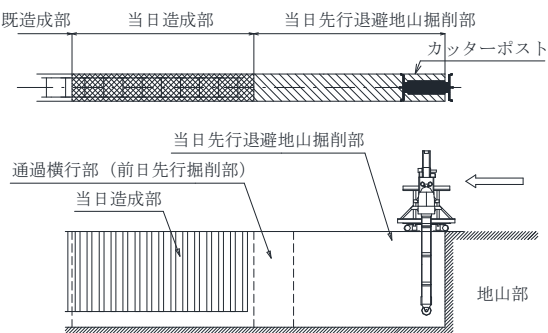 既造成部
当日造成部
当日先行退避地山掘削部
カッターポスト
当日先行退避地山掘削部
通過横行部（前日先行掘削部）
当日造成部
地山部